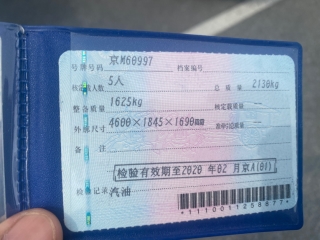 号牌号码 京M60997 档案编号
核定载人数 5人 总质量 2130kg
整备质量 1625kg 核定载质量 --
外廓尺寸 4600×1845×1690mm 准牵引总质量 --
备注
检验有效期至2020年02月京A(01)
检验记录 汽油
*1110011258877*